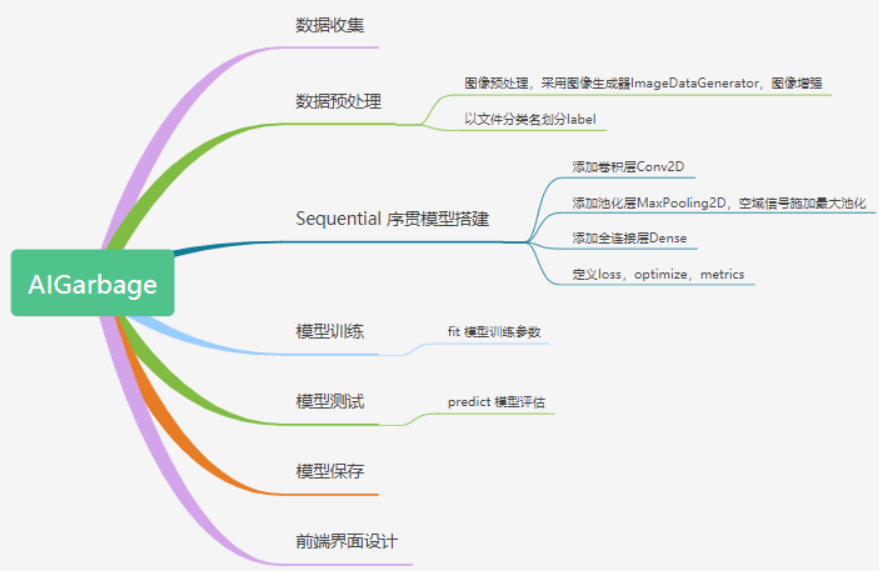 AIGarbage
数据收集
数据预处理
图像预处理，采用图像生成器ImageDataGenerator，图像增强
以文件分类名划分label
Sequential 序贯模型搭建
添加卷积层Conv2D
添加池化层MaxPooling2D，空域信号施加最大池化
添加全连接层Dense
定义loss，optimize，metrics
模型训练
fit 模型训练参数
模型测试
predict 模型评估
模型保存
前端界面设计